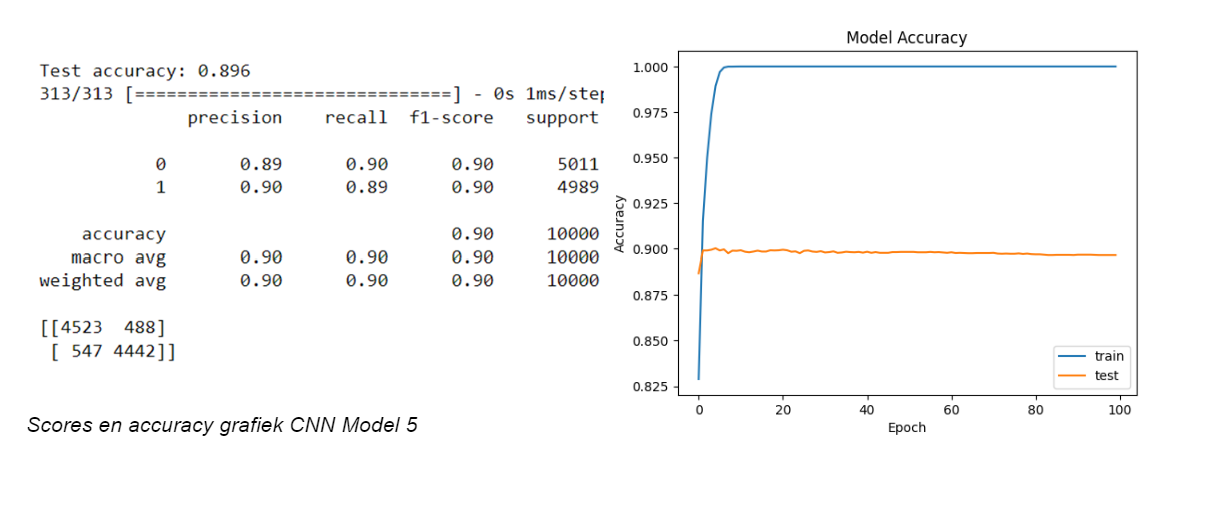 Test accuracy: 0.896
313/313 [==============================] - 0s 1ms/step
precision recall f1-score support
0 0.89 0.90 0.90 5011
1 0.90 0.89 0.90 4989
accuracy 0.90 10000
macro avg 0.90 0.90 0.90 10000
weighted avg 0.90 0.90 0.90 10000
[[4523 488]
[ 547 4442]]
Scores en accuracy grafiek CNN Model 5
Model Accuracy
1.000
0.975
0.950
0.925
0.900
0.875
0.850
0.825
Accuracy
0 20 40 60 80 100
Epoch
train
test